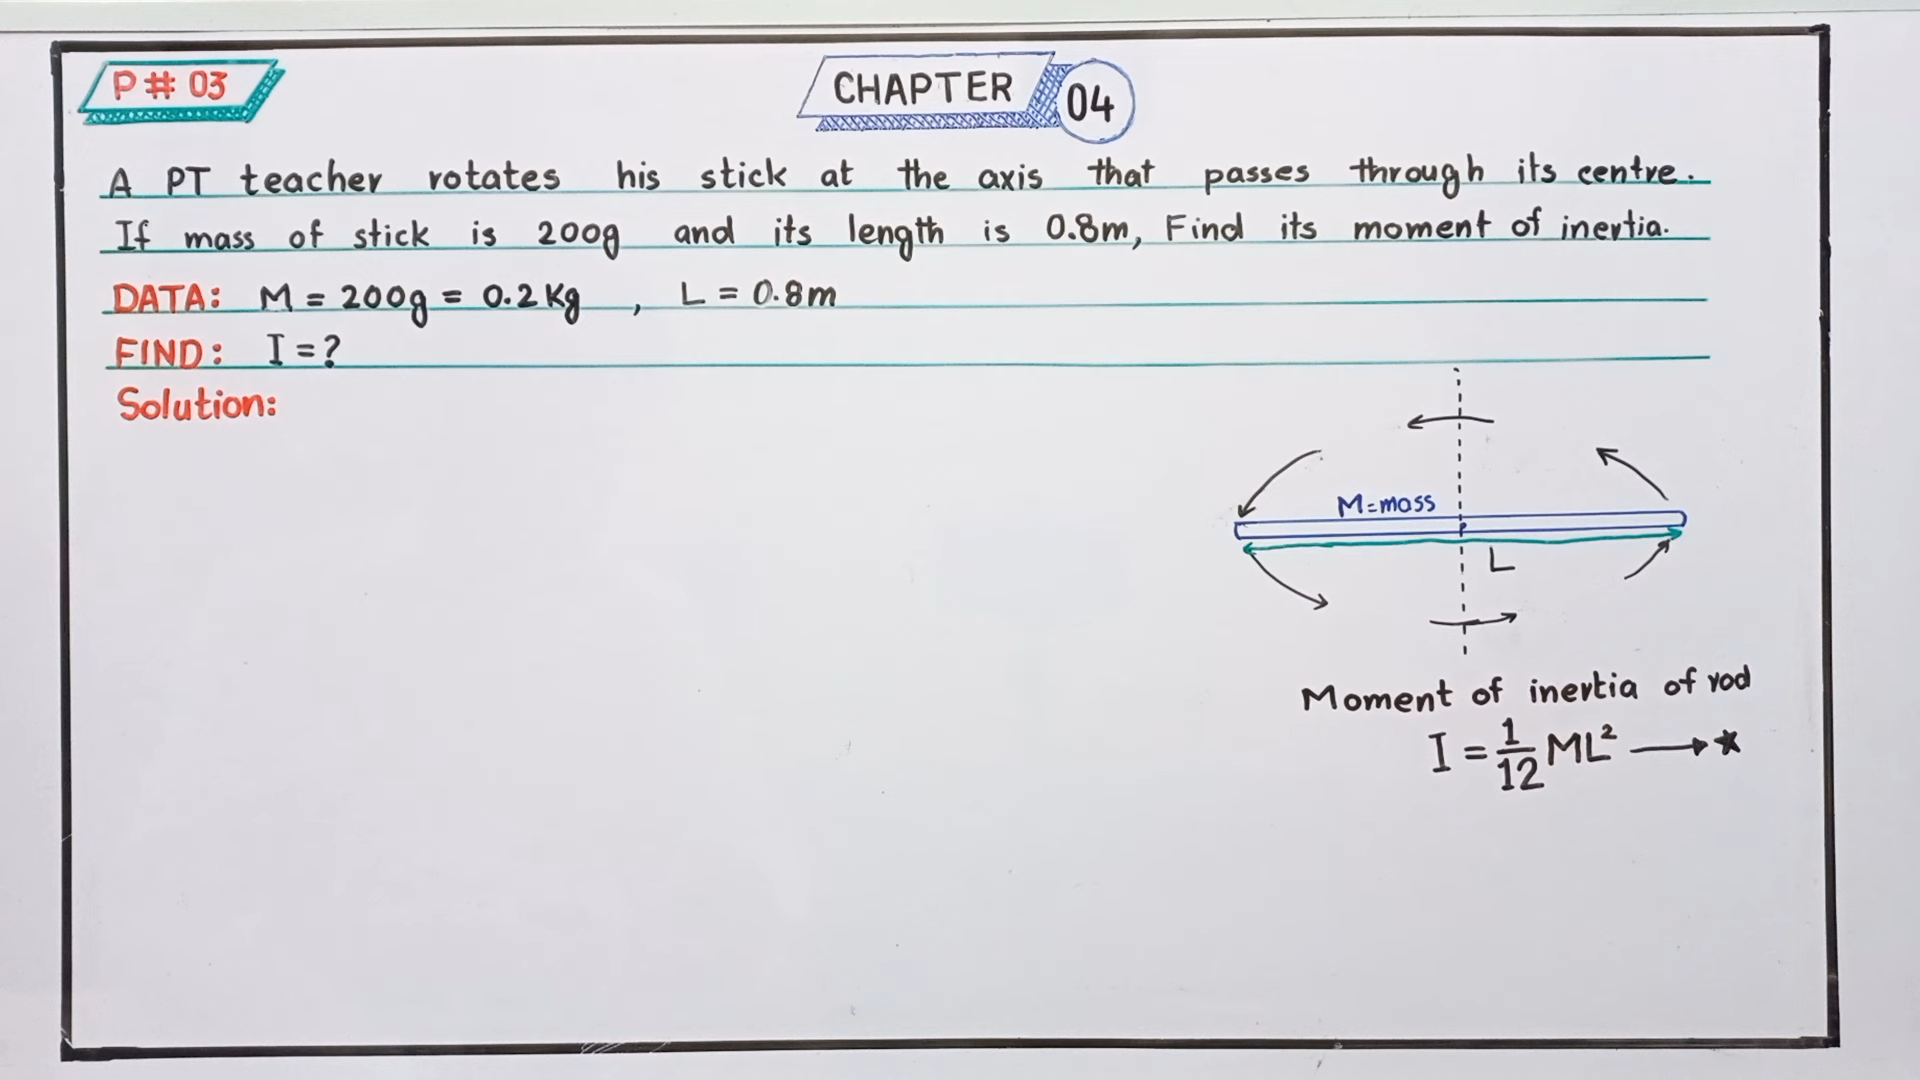 P # 03
CHAPTER 04
A PT teacher rotates his stick at the axis that passes through its centre.
If mass of stick is 200g and its length is 0.8m, Find its moment of inertia.
DATA: M = 200g = 0.2Kg , L = 0.8m
FIND: I = ?
Solution:
M=mass
L
Moment of inertia of rod
I = 1/12 ML² → ★